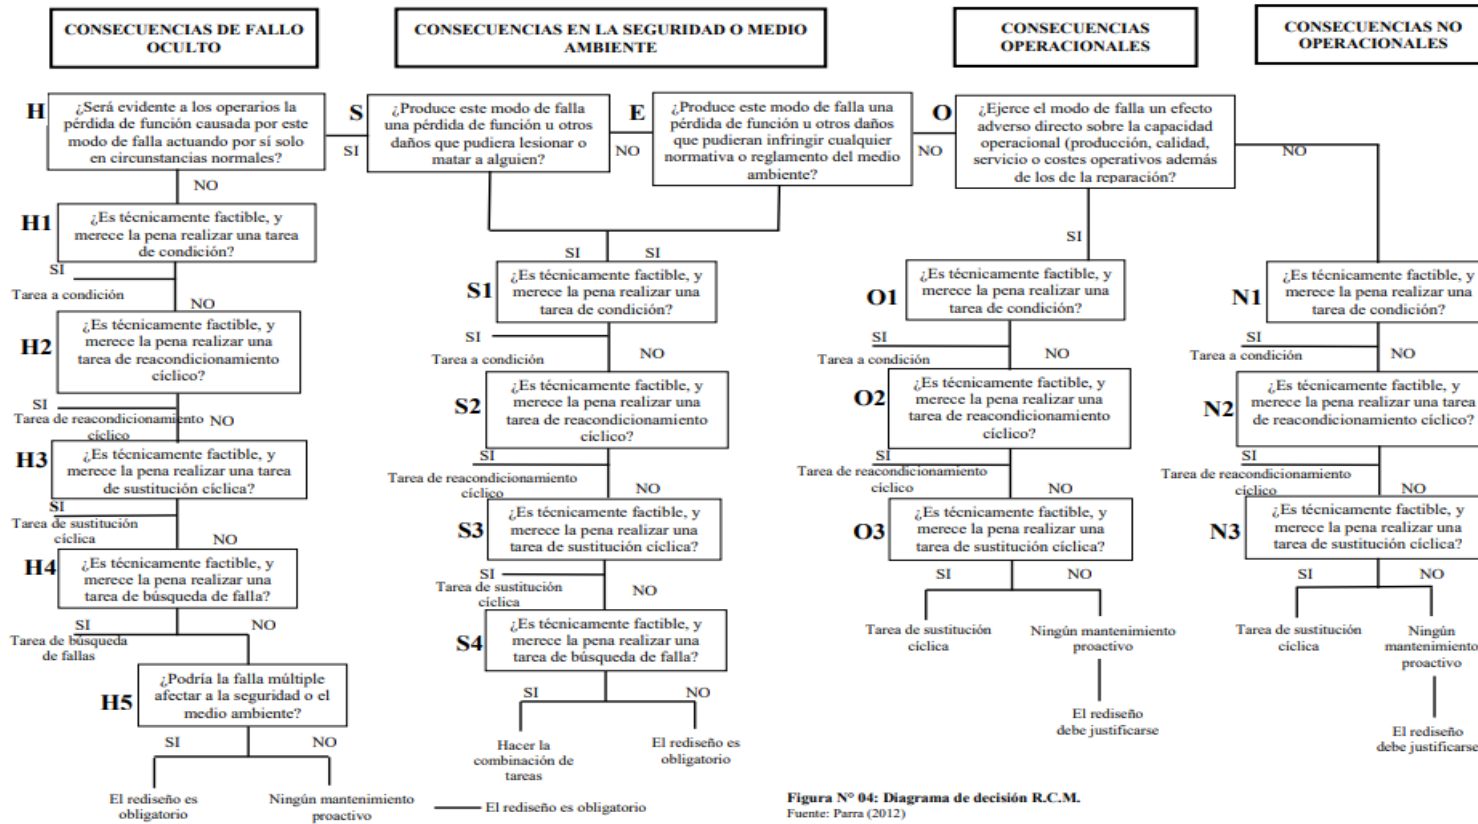 CONSECUENCIAS DE FALLO
OCULTO
CONSECUENCIAS EN LA SEGURIDAD O MEDIO
AMBIENTE
CONSECUENCIAS
OPERACIONALES
CONSECUENCIAS NO
OPERACIONALES
H
¿Será evidente a los operarios la
pérdida de función causada por este
modo de falla actuando por sí solo
en circunstancias normales?
SI
NO
S
¿Produce este modo de falla
una pérdida de función u otros
daños que pudiera lesionar o
matar a alguien?
NO
E
¿Produce este modo de falla una
pérdida de función u otros daños
que pudieran infringir cualquier
normativa o reglamento del medio
ambiente?
NO
O
¿Ejerce el modo de falla un efecto
adverso directo sobre la capacidad
operacional (producción, calidad,
servicio o costes operativos además
de los de la reparación?
NO
SI
H1
¿Es técnicamente factible, y
merece la pena realizar una tarea
de condición?
SI
Tarea a condición
NO
H2
¿Es técnicamente factible, y
merece la pena realizar una
tarea de reacondicionamiento
cíclico?
SI
Tarea de reacondicionamiento
cíclico
NO
H3
¿Es técnicamente factible, y
merece la pena realizar una tarea
de sustitución cíclica?
SI
Tarea de sustitución
cíclica
NO
H4
¿Es técnicamente factible, y
merece la pena realizar una
tarea de búsqueda de falla?
SI
Tarea de búsqueda
de fallas
NO
H5
¿Podría la falla múltiple
afectar a la seguridad o el
medio ambiente?
SI
NO
El rediseño es
obligatorio
Ningún mantenimiento
proactivo
El rediseño es obligatorio
SI
SI
S1
¿Es técnicamente factible, y
merece la pena realizar una
tarea de condición?
SI
Tarea a condición
NO
S2
¿Es técnicamente factible, y
merece la pena realizar una
tarea de reacondicionamiento
cíclico?
SI
Tarea de reacondicionamiento
cíclico
NO
S3
¿Es técnicamente factible, y
merece la pena realizar una
tarea de sustitución cíclica?
SI
Tarea de sustitución
cíclica
NO
S4
¿Es técnicamente factible, y
merece la pena realizar una
tarea de búsqueda de falla?
SI
NO
Hacer la
combinación de
tareas
El rediseño es
obligatorio
O1
¿Es técnicamente factible, y
merece la pena realizar una
tarea de condición?
SI
Tarea a condición
NO
O2
¿Es técnicamente factible, y
merece la pena realizar una
tarea de reacondicionamiento
cíclico?
SI
Tarea de reacondicionamiento
cíclico
NO
O3
¿Es técnicamente factible, y
merece la pena realizar una
tarea de sustitución cíclica?
SI
NO
Tarea de sustitución
cíclica
Ningún mantenimiento
proactivo
El rediseño
debe justificarse
N1
¿Es técnicamente factible, y
merece la pena realizar una
tarea de condición?
SI
Tarea a condición
NO
N2
¿Es técnicamente factible, y
merece la pena realizar una tarea
de reacondicionamiento cíclico?
SI
Tarea de reacondicionamiento
cíclico
NO
N3
¿Es técnicamente factible, y
merece la pena realizar una
tarea de sustitución cíclica?
SI
NO
Tarea de sustitución
cíclica
Ningún
mantenimiento
proactivo
El rediseño
debe justificarse
Figura N° 04: Diagrama de decisión R.C.M.
Fuente: Parra (2012)